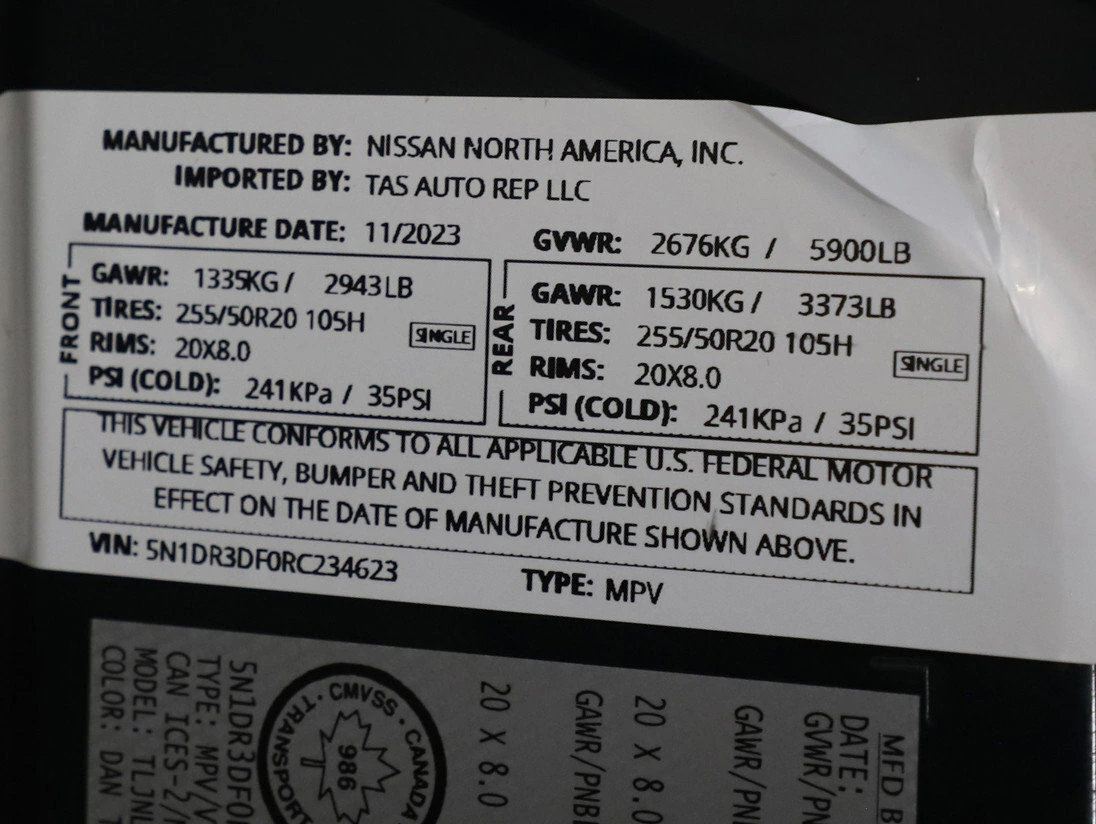 MANUFACTURED BY: NISSAN NORTH AMERICA, INC.
IMPORTED BY: TAS AUTO REP LLC
MANUFACTURE DATE: 11/2023
GVWR: 2676KG / 5900LB
FRONT
GAWR: 1335KG / 2943LB
TIRES: 255/50R20 105H
SINGLE
RIMS: 20X8.0
PSI (COLD): 241KPa / 35PSI
REAR
GAWR: 1530KG / 3373LB
TIRES: 255/50R20 105H
SINGLE
RIMS: 20X8.0
PSI (COLD): 241KPa / 35PSI
THIS VEHICLE CONFORMS TO ALL APPLICABLE U.S. FEDERAL MOTOR
VEHICLE SAFETY, BUMPER AND THEFT PREVENTION STANDARDS IN
EFFECT ON THE DATE OF MANUFACTURE SHOWN ABOVE.
VIN: 5N1DR3DF0RC234623
TYPE: MPV
MFD B
DATE:
GVWR/PN
GAWR/PN
20 X 8.0
GAWR/PNB
20 X 8.0
CMVSS · CANADA
TRANSPORT
986
5N1DR3DF0
TYPE: MPV/V
CAN ICES-2/
MODEL: TLJNL
COLOR: DAN T